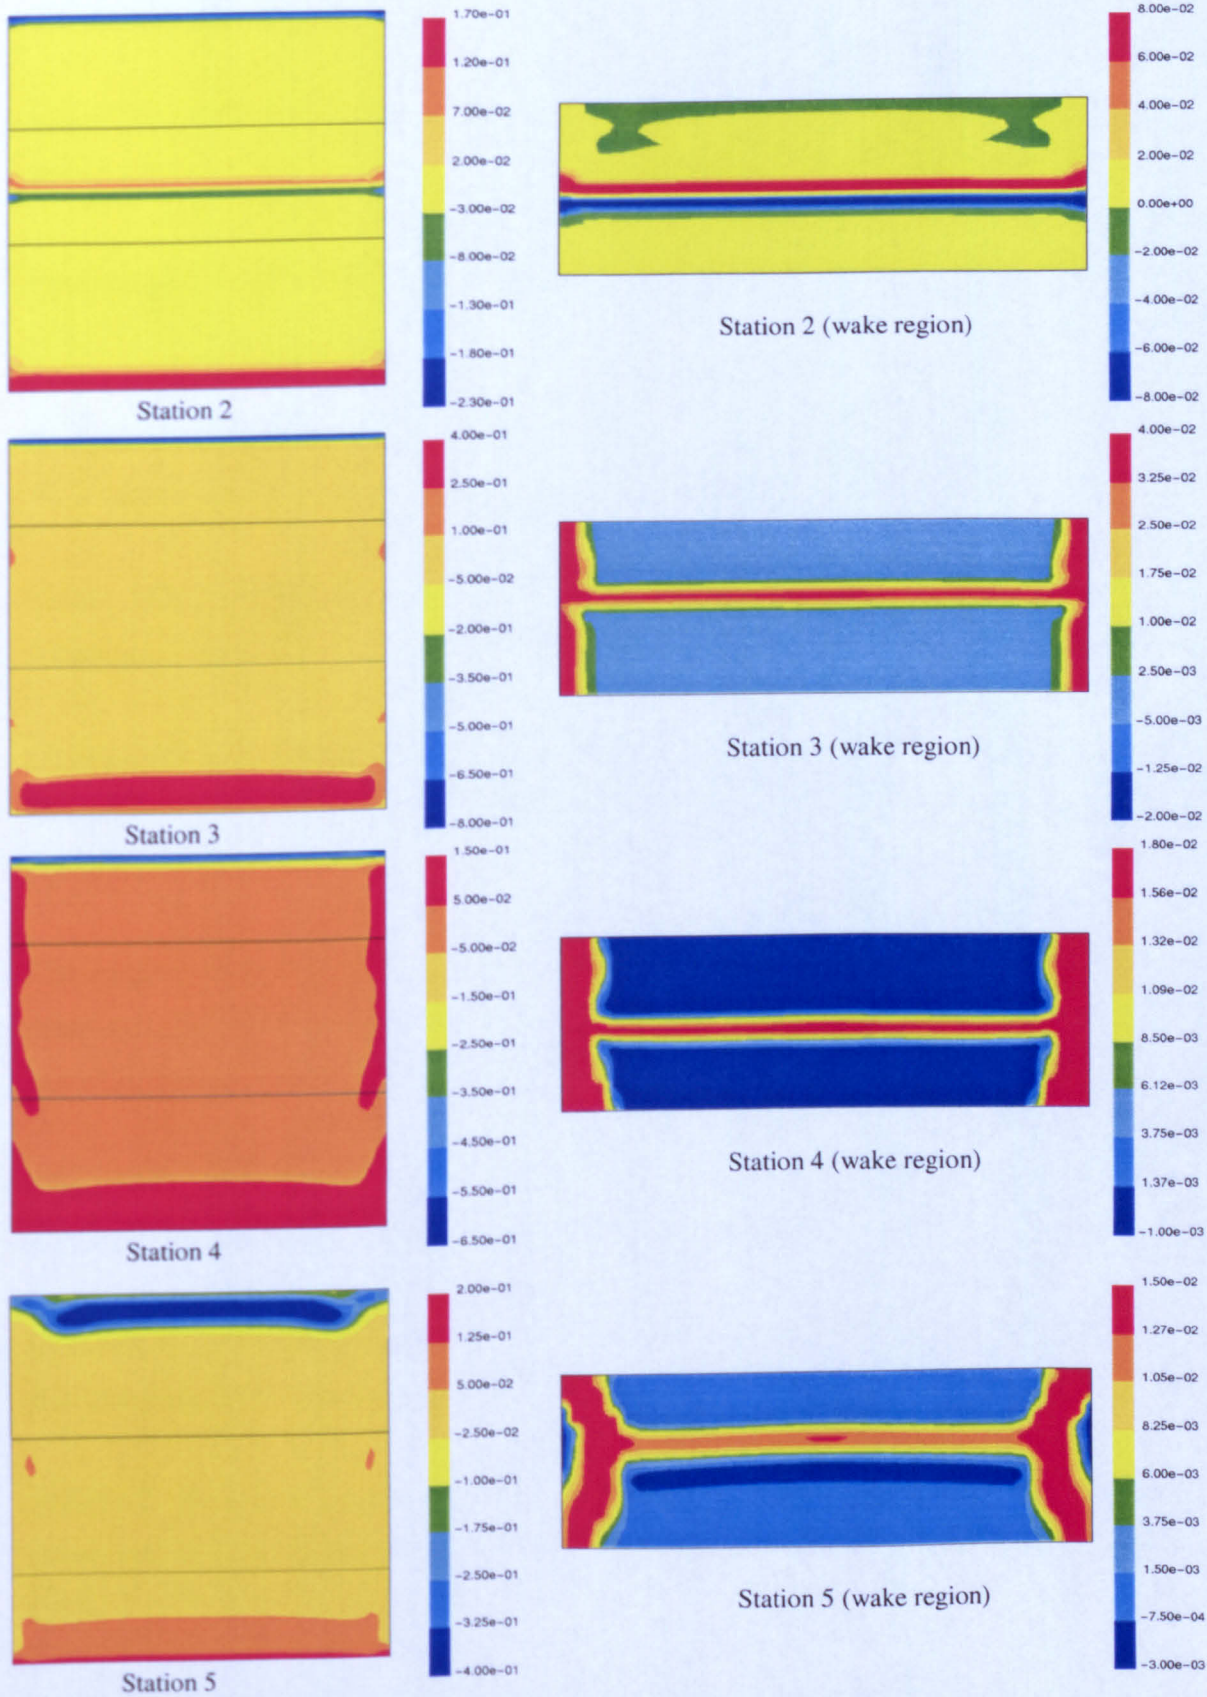 1.70e-01
1.20e-01
7.00e-02
2.00e-02
-3.00e-02
-8.00e-02
-1.30e-01
-1.80e-01
-2.30e-01
Station 2
8.00e-02
6.00e-02
4.00e-02
2.00e-02
0.00e+00
-2.00e-02
-4.00e-02
-6.00e-02
-8.00e-02
Station 2 (wake region)
4.00e-01
2.50e-01
1.00e-01
-5.00e-02
-2.00e-01
-3.50e-01
-5.00e-01
-6.50e-01
-8.00e-01
Station 3
4.00e-02
3.25e-02
2.50e-02
1.75e-02
1.00e-02
2.50e-03
-5.00e-03
-1.25e-02
-2.00e-02
Station 3 (wake region)
1.50e-01
5.00e-02
-5.00e-02
-1.50e-01
-2.50e-01
-3.50e-01
-4.50e-01
-5.50e-01
-6.50e-01
Station 4
1.80e-02
1.56e-02
1.32e-02
1.09e-02
8.50e-03
6.12e-03
3.75e-03
1.37e-03
-1.00e-03
Station 4 (wake region)
2.00e-01
1.25e-01
5.00e-02
-2.50e-02
-1.00e-01
-1.75e-01
-2.50e-01
-3.25e-01
-4.00e-01
Station 5
1.50e-02
1.27e-02
1.05e-02
8.25e-03
6.00e-03
3.75e-03
1.50e-03
-7.50e-04
-3.00e-03
Station 5 (wake region)